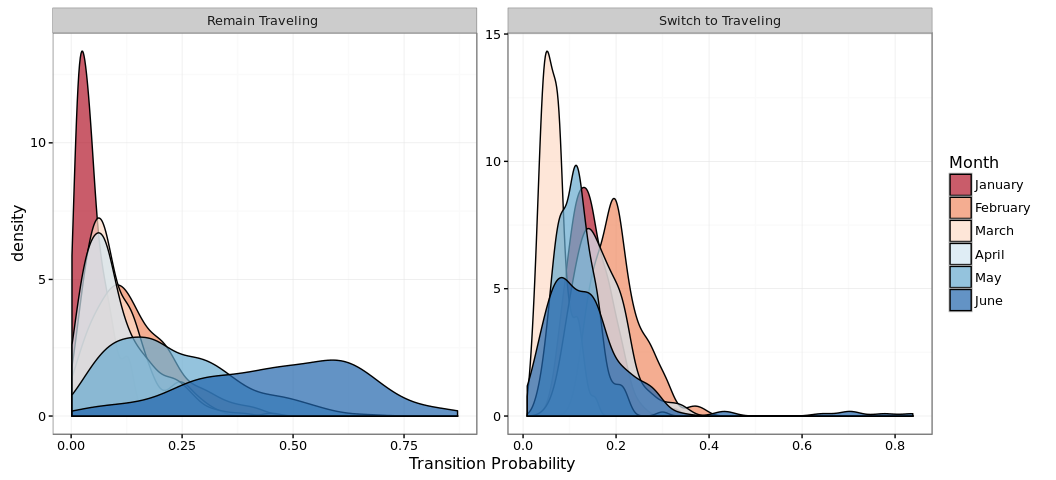 Remain Traveling
Switch to Traveling
density
10
5
0
0.00
0.25
0.50
0.75
15
10
5
0
0.0
0.2
0.4
0.6
0.8
Transition Probability
Month
January
February
March
April
May
June